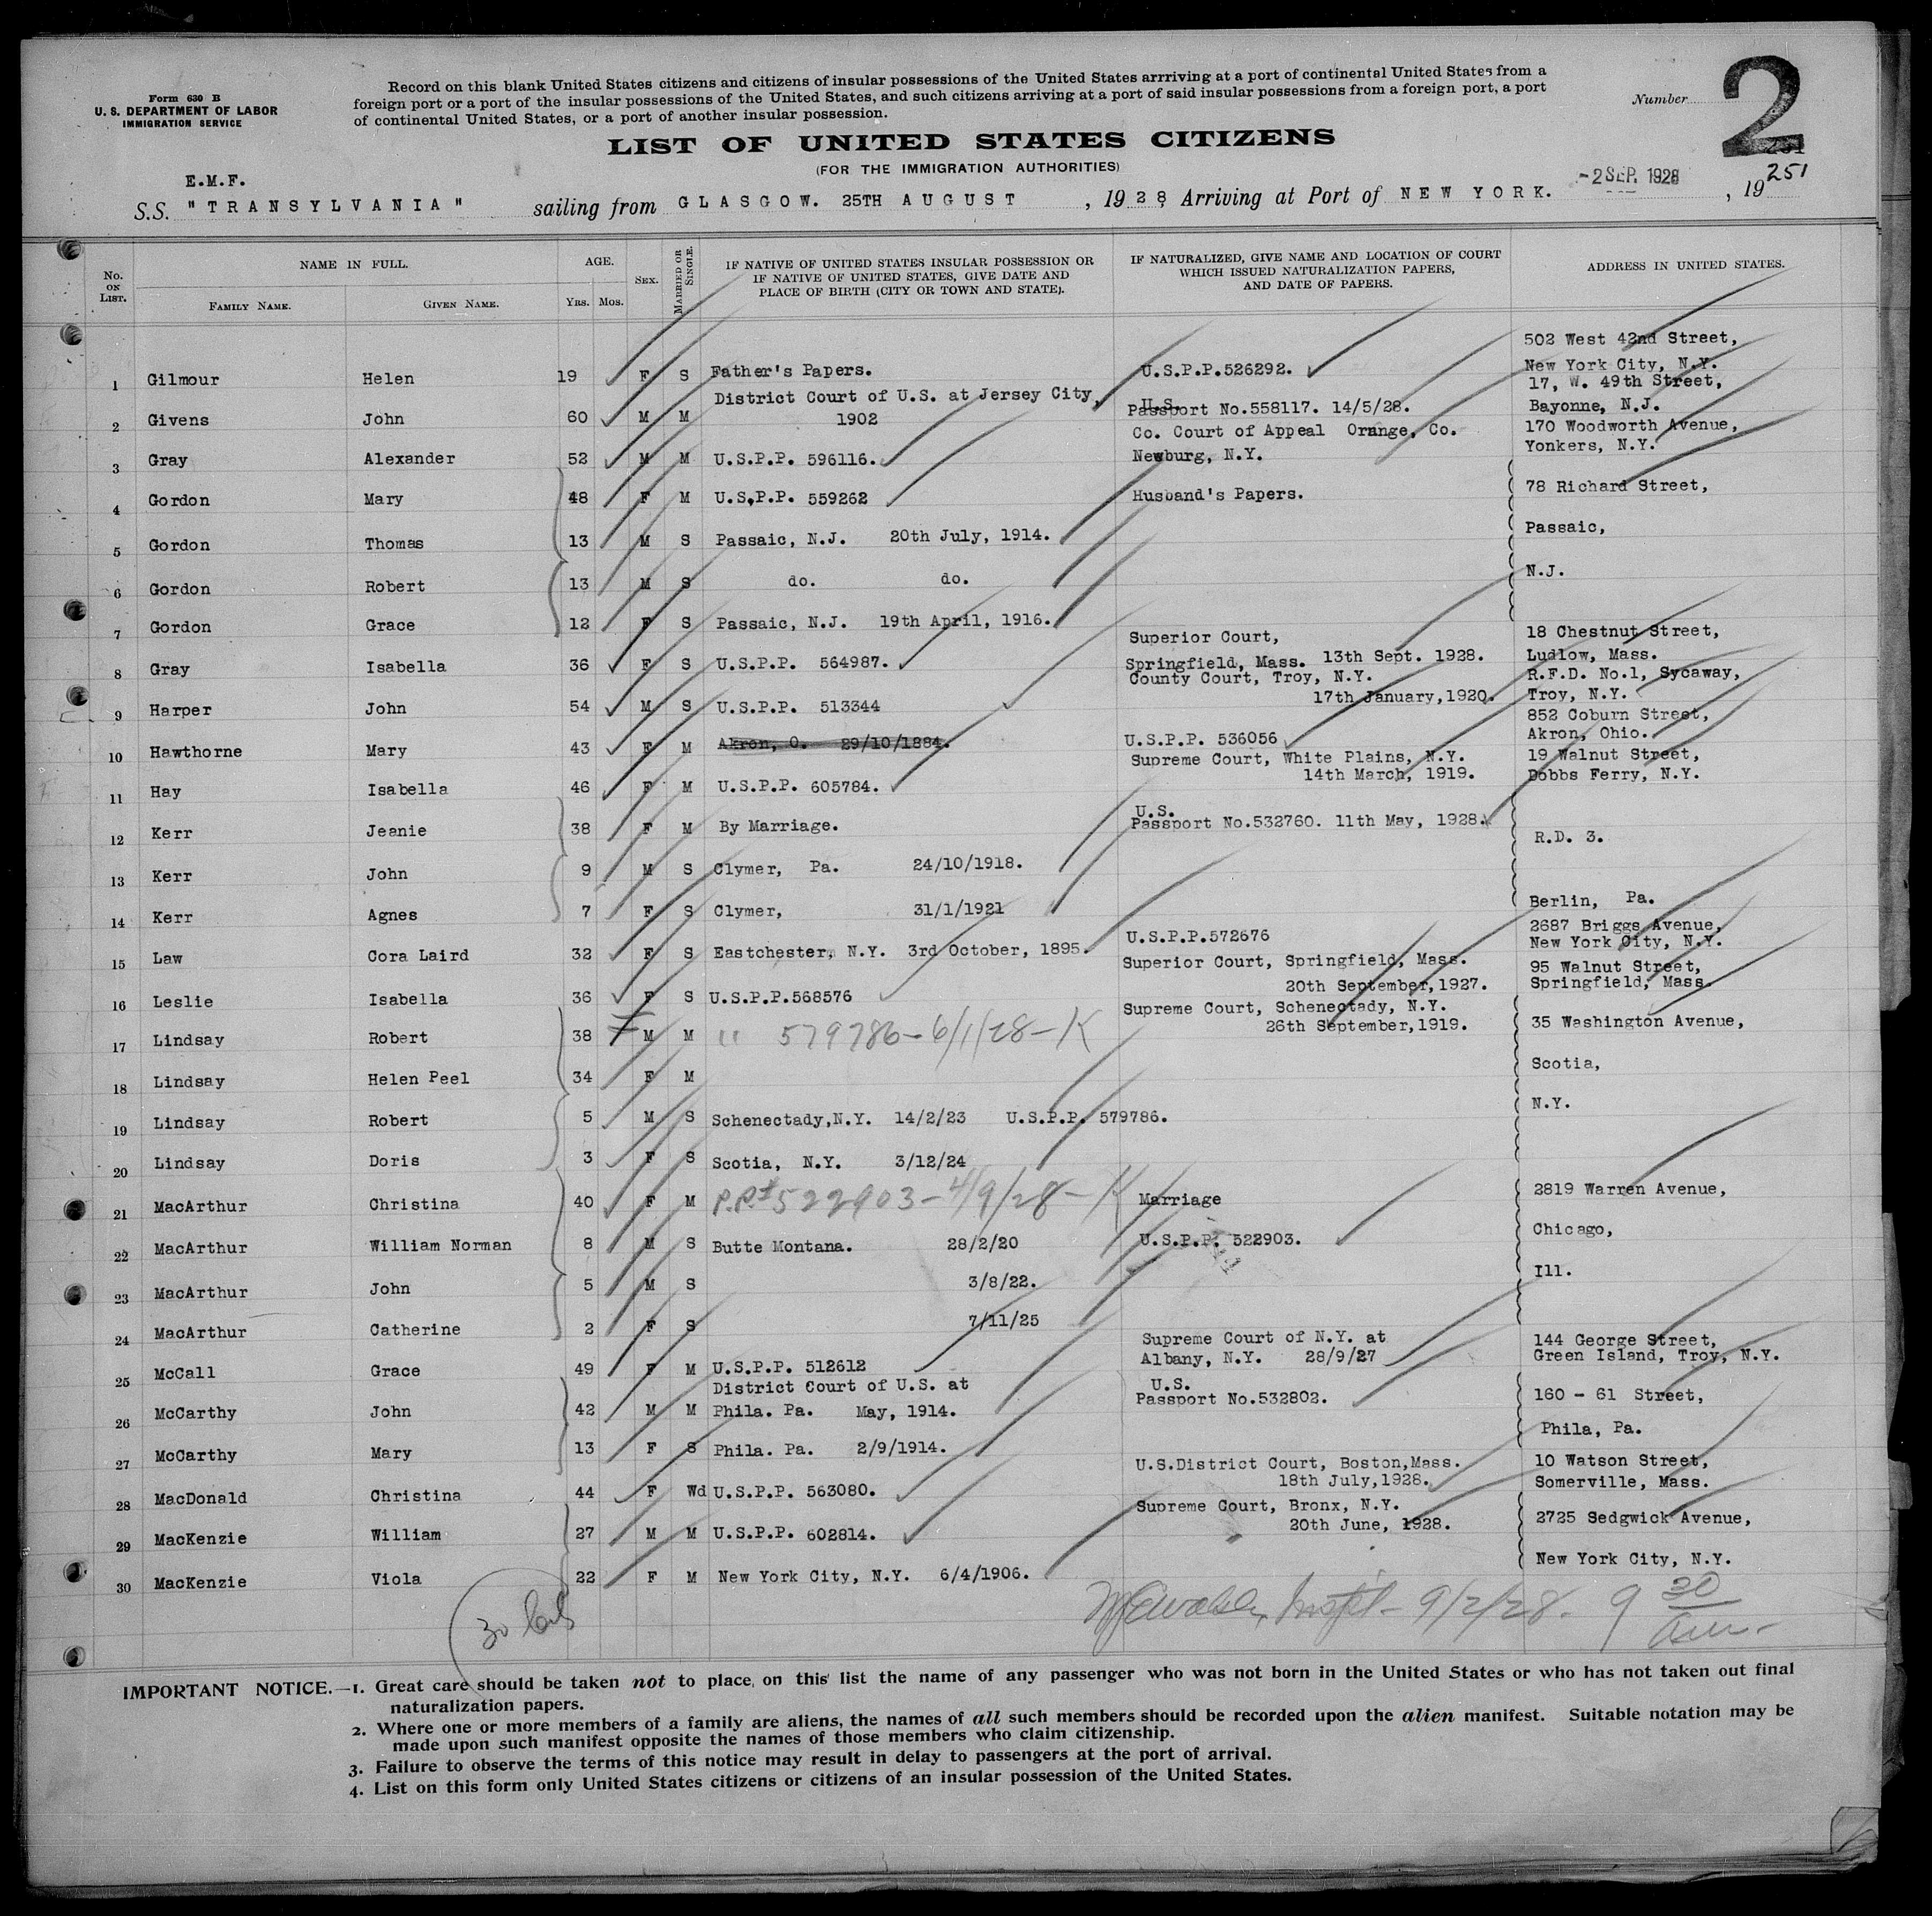 Form 630 B
U. S. DEPARTMENT OF LABOR
IMMIGRATION SERVICE
Record on this blank United States citizens and citizens of insular possessions of the United States arrriving at a port of continental United States from a
foreign port or a port of the insular possessions of the United States, and such citizens arriving at a port of said insular possessions from a foreign port, a port
of continental United States, or a port of another insular possession.
Number
2
LIST OF UNITED STATES CITIZENS
(FOR THE IMMIGRATION AUTHORITIES)
E.M.F.
S.S. "TRANSYLVANIA" sailing from GLASGOW. 25TH AUGUST, 1928, Arriving at Port of NEW YORK. -2 SEP. 1928, 19 251
No. ON LIST.
NAME IN FULL.
FAMILY NAME. GIVEN NAME.
AGE.
YRS. MOS.
SEX.
MARRIED OR SINGLE.
IF NATIVE OF UNITED STATES INSULAR POSSESSION OR
IF NATIVE OF UNITED STATES, GIVE DATE AND
PLACE OF BIRTH (CITY OR TOWN AND STATE).
IF NATURALIZED, GIVE NAME AND LOCATION OF COURT
WHICH ISSUED NATURALIZATION PAPERS,
AND DATE OF PAPERS.
ADDRESS IN UNITED STATES.
502 West 42nd Street,
1 Gilmour Helen 19 F S Father's Papers. U.S.P.P.526292. New York City, N.Y.
District Court of U.S. at Jersey City, U.S. 17, W. 49th Street,
2 Givens John 60 M M 1902 Passport No.558117. 14/5/28. Bayonne, N.J.
Co. Court of Appeal Orange, Co. 170 Woodworth Avenue,
3 Gray Alexander 52 M M U.S.P.P. 596116. Newburg, N.Y. Yonkers, N.Y.
4 Gordon Mary 48 F M U.S.P.P. 559262 Husband's Papers. 78 Richard Street,
5 Gordon Thomas 13 M S Passaic, N.J. 20th July, 1914. Passaic,
6 Gordon Robert 13 M S do. do. N.J.
7 Gordon Grace 12 F S Passaic, N.J. 19th April, 1916.
Superior Court, 18 Chestnut Street,
8 Gray Isabella 36 F S U.S.P.P. 564987. Springfield, Mass. 13th Sept. 1928. Ludlow, Mass.
County Court, Troy, N.Y. R.F.D. No.1, Sycaway,
9 Harper John 54 M S U.S.P.P. 513344 17th January,1920. Troy, N.Y.
852 Coburn Street,
10 Hawthorne Mary 43 F M Akron, O. 29/10/1884. U.S.P.P. 536056 Akron, Ohio.
Supreme Court, White Plains, N.Y. 19 Walnut Street,
11 Hay Isabella 46 F M U.S.P.P. 605784. 14th March, 1919. Dobbs Ferry, N.Y.
U.S.
12 Kerr Jeanie 38 F M By Marriage. Passport No.532760. 11th May, 1928. R.D. 3.
13 Kerr John 9 M S Clymer, Pa. 24/10/1918.
14 Kerr Agnes 7 F S Clymer, 31/1/1921 Berlin, Pa.
2687 Briggs Avenue,
15 Law Cora Laird 32 F S Eastchester, N.Y. 3rd October, 1895. U.S.P.P.572676 New York City, N.Y.
Superior Court, Springfield, Mass. 95 Walnut Street,
16 Leslie Isabella 36 F S U.S.P.P.568576 20th September,1927. Springfield, Mass.
Supreme Court, Schenectady, N.Y.
17 Lindsay Robert 38 M M " 579786-6/1/28-K 26th September,1919. 35 Washington Avenue,
18 Lindsay Helen Peel 34 F M Scotia,
19 Lindsay Robert 5 M S Schenectady,N.Y. 14/2/23 U.S.P.P. 579786. N.Y.
20 Lindsay Doris 3 F S Scotia, N.Y. 3/12/24
21 MacArthur Christina 40 F M P.P.# 522903-4/9/28-K Marriage 2819 Warren Avenue,
22 MacArthur William Norman 8 M S Butte Montana. 28/2/20 U.S.P.P. 522903. Chicago,
23 MacArthur John 5 M S 3/8/22. Ill.
24 MacArthur Catherine 2 F S 7/11/25
Supreme Court of N.Y. at 144 George Street,
25 McCall Grace 49 F M U.S.P.P. 512612 Albany, N.Y. 28/9/27 Green Island, Troy, N.Y.
District Court of U.S. at U.S.
26 McCarthy John 42 M M Phila. Pa. May, 1914. Passport No.532802. 160 - 61 Street,
27 McCarthy Mary 13 F S Phila. Pa. 2/9/1914. Phila, Pa.
U.S.District Court, Boston,Mass. 10 Watson Street,
28 MacDonald Christina 44 F Wd U.S.P.P. 563080. 18th July,1928. Somerville, Mass.
Supreme Court, Bronx, N.Y.
29 MacKenzie William 27 M M U.S.P.P. 602814. 20th June, 1928. 2725 Sedgwick Avenue,
30 MacKenzie Viola 22 F M New York City, N.Y. 6/4/1906. New York City, N.Y.
30
9/2/28. 9 30 am-
IMPORTANT NOTICE.—1. Great care should be taken not to place on this list the name of any passenger who was not born in the United States or who has not taken out final
naturalization papers.
2. Where one or more members of a family are aliens, the names of all such members should be recorded upon the alien manifest. Suitable notation may be
made upon such manifest opposite the names of those members who claim citizenship.
3. Failure to observe the terms of this notice may result in delay to passengers at the port of arrival.
4. List on this form only United States citizens or citizens of an insular possession of the United States.